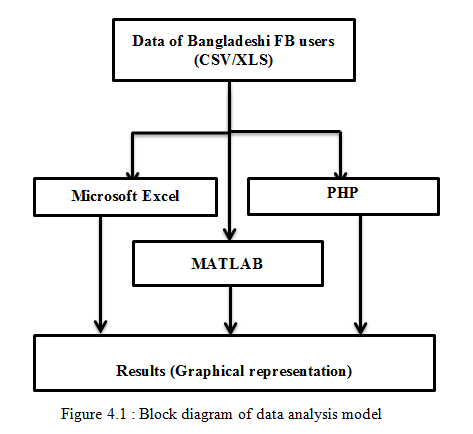 Data of Bangladeshi FB users
(CSV/XLS)
Microsoft Excel
PHP
MATLAB
Results (Graphical representation)
Figure 4.1 : Block diagram of data analysis model